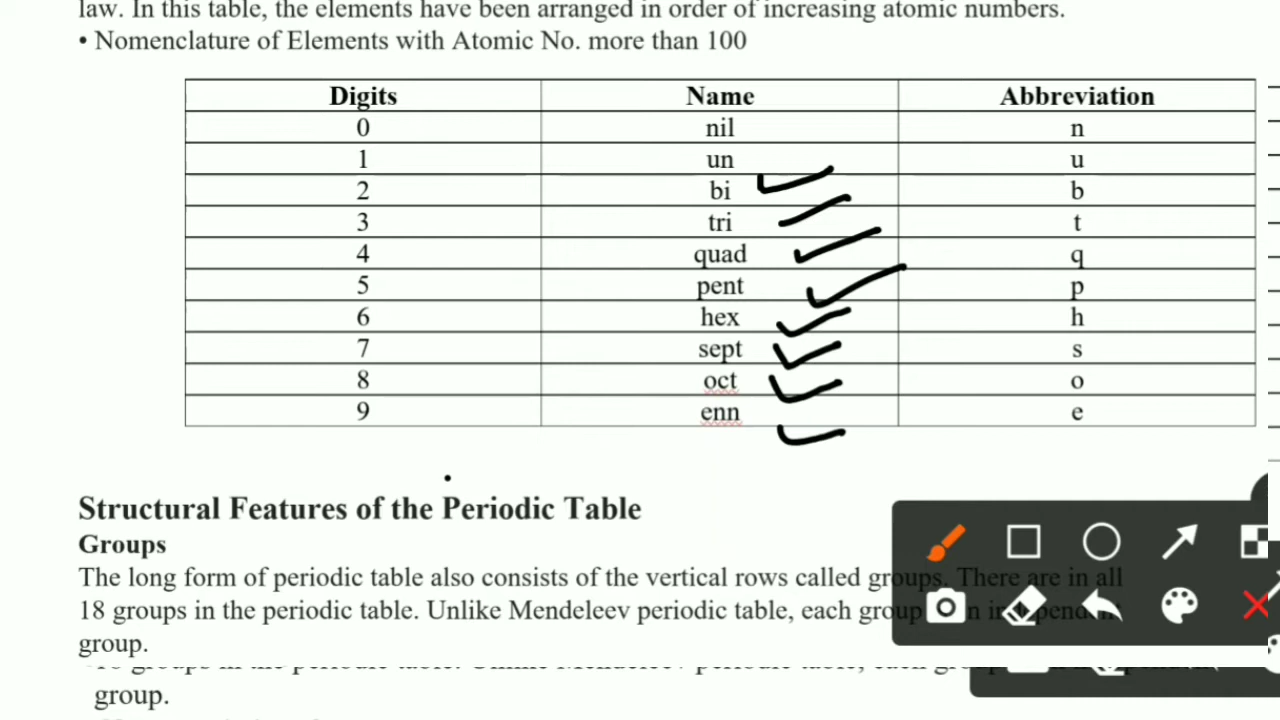 law. In this table, the elements have been arranged in order of increasing atomic numbers.
• Nomenclature of Elements with Atomic No. more than 100
Digits Name Abbreviation
0 nil n
1 un u
2 bi b
3 tri t
4 quad q
5 pent p
6 hex h
7 sept s
8 oct o
9 enn e
Structural Features of the Periodic Table
Groups
The long form of periodic table also consists of the vertical rows called groups. There are in all
18 groups in the periodic table. Unlike Mendeleev periodic table, each group
group.
group.